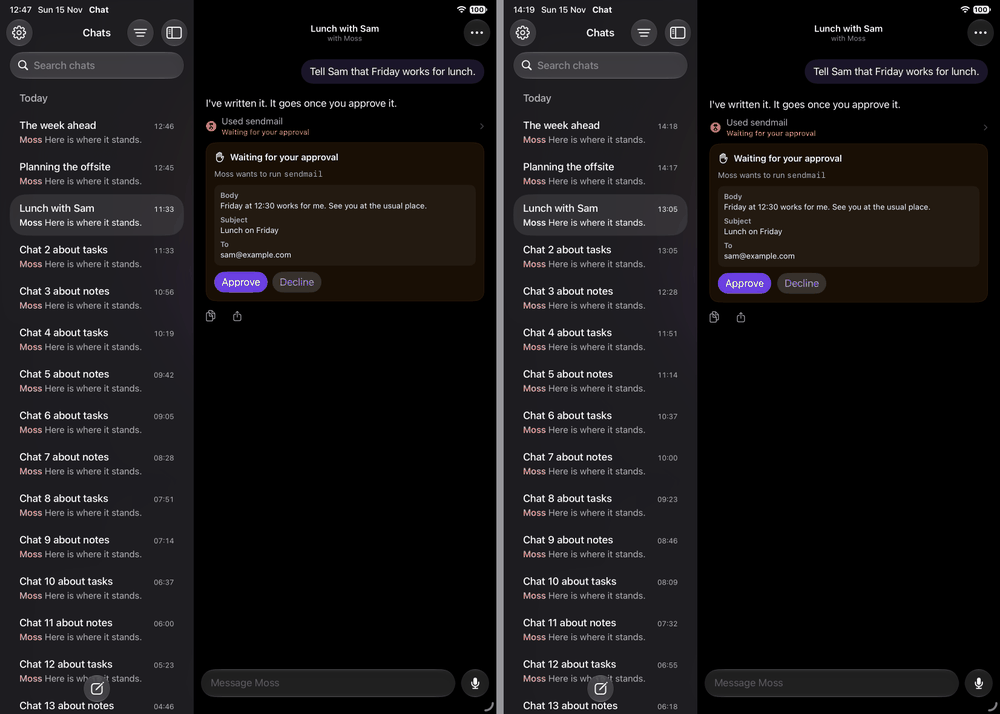 12:47 Sun 15 Nov Chat
100
Chats
Search chats
Today
The week ahead 12:46
Moss Here is where it stands.
Planning the offsite 12:45
Moss Here is where it stands.
Lunch with Sam 11:33
Moss Here is where it stands.
Chat 2 about tasks 11:33
Moss Here is where it stands.
Chat 3 about notes 10:56
Moss Here is where it stands.
Chat 4 about tasks 10:19
Moss Here is where it stands.
Chat 5 about notes 09:42
Moss Here is where it stands.
Chat 6 about tasks 09:05
Moss Here is where it stands.
Chat 7 about notes 08:28
Moss Here is where it stands.
Chat 8 about tasks 07:51
Moss Here is where it stands.
Chat 9 about notes 07:14
Moss Here is where it stands.
Chat 10 about tasks 06:37
Moss Here is where it stands.
Chat 11 about notes 06:00
Moss Here is where it stands.
Chat 12 about tasks 05:23
Moss Here is where it stands.
Chat 13 about notes 04:46
Lunch with Sam
with Moss
Tell Sam that Friday works for lunch.
I've written it. It goes once you approve it.
Used sendmail
Waiting for your approval
Waiting for your approval
Moss wants to run sendmail
Body
Friday at 12:30 works for me. See you at the usual place.
Subject
Lunch on Friday
To
sam@example.com
Approve Decline
Message Moss
14:19 Sun 15 Nov Chat
100
Chats
Search chats
Today
The week ahead 14:18
Moss Here is where it stands.
Planning the offsite 14:17
Moss Here is where it stands.
Lunch with Sam 13:05
Moss Here is where it stands.
Chat 2 about tasks 13:05
Moss Here is where it stands.
Chat 3 about notes 12:28
Moss Here is where it stands.
Chat 4 about tasks 11:51
Moss Here is where it stands.
Chat 5 about notes 11:14
Moss Here is where it stands.
Chat 6 about tasks 10:37
Moss Here is where it stands.
Chat 7 about notes 10:00
Moss Here is where it stands.
Chat 8 about tasks 09:23
Moss Here is where it stands.
Chat 9 about notes 08:46
Moss Here is where it stands.
Chat 10 about tasks 08:09
Moss Here is where it stands.
Chat 11 about notes 07:32
Moss Here is where it stands.
Chat 12 about tasks 06:55
Moss Here is where it stands.
Chat 13 about notes 06:18
Lunch with Sam
with Moss
Tell Sam that Friday works for lunch.
I've written it. It goes once you approve it.
Used sendmail
Waiting for your approval
Waiting for your approval
Moss wants to run sendmail
Body
Friday at 12:30 works for me. See you at the usual place.
Subject
Lunch on Friday
To
sam@example.com
Approve Decline
Message Moss